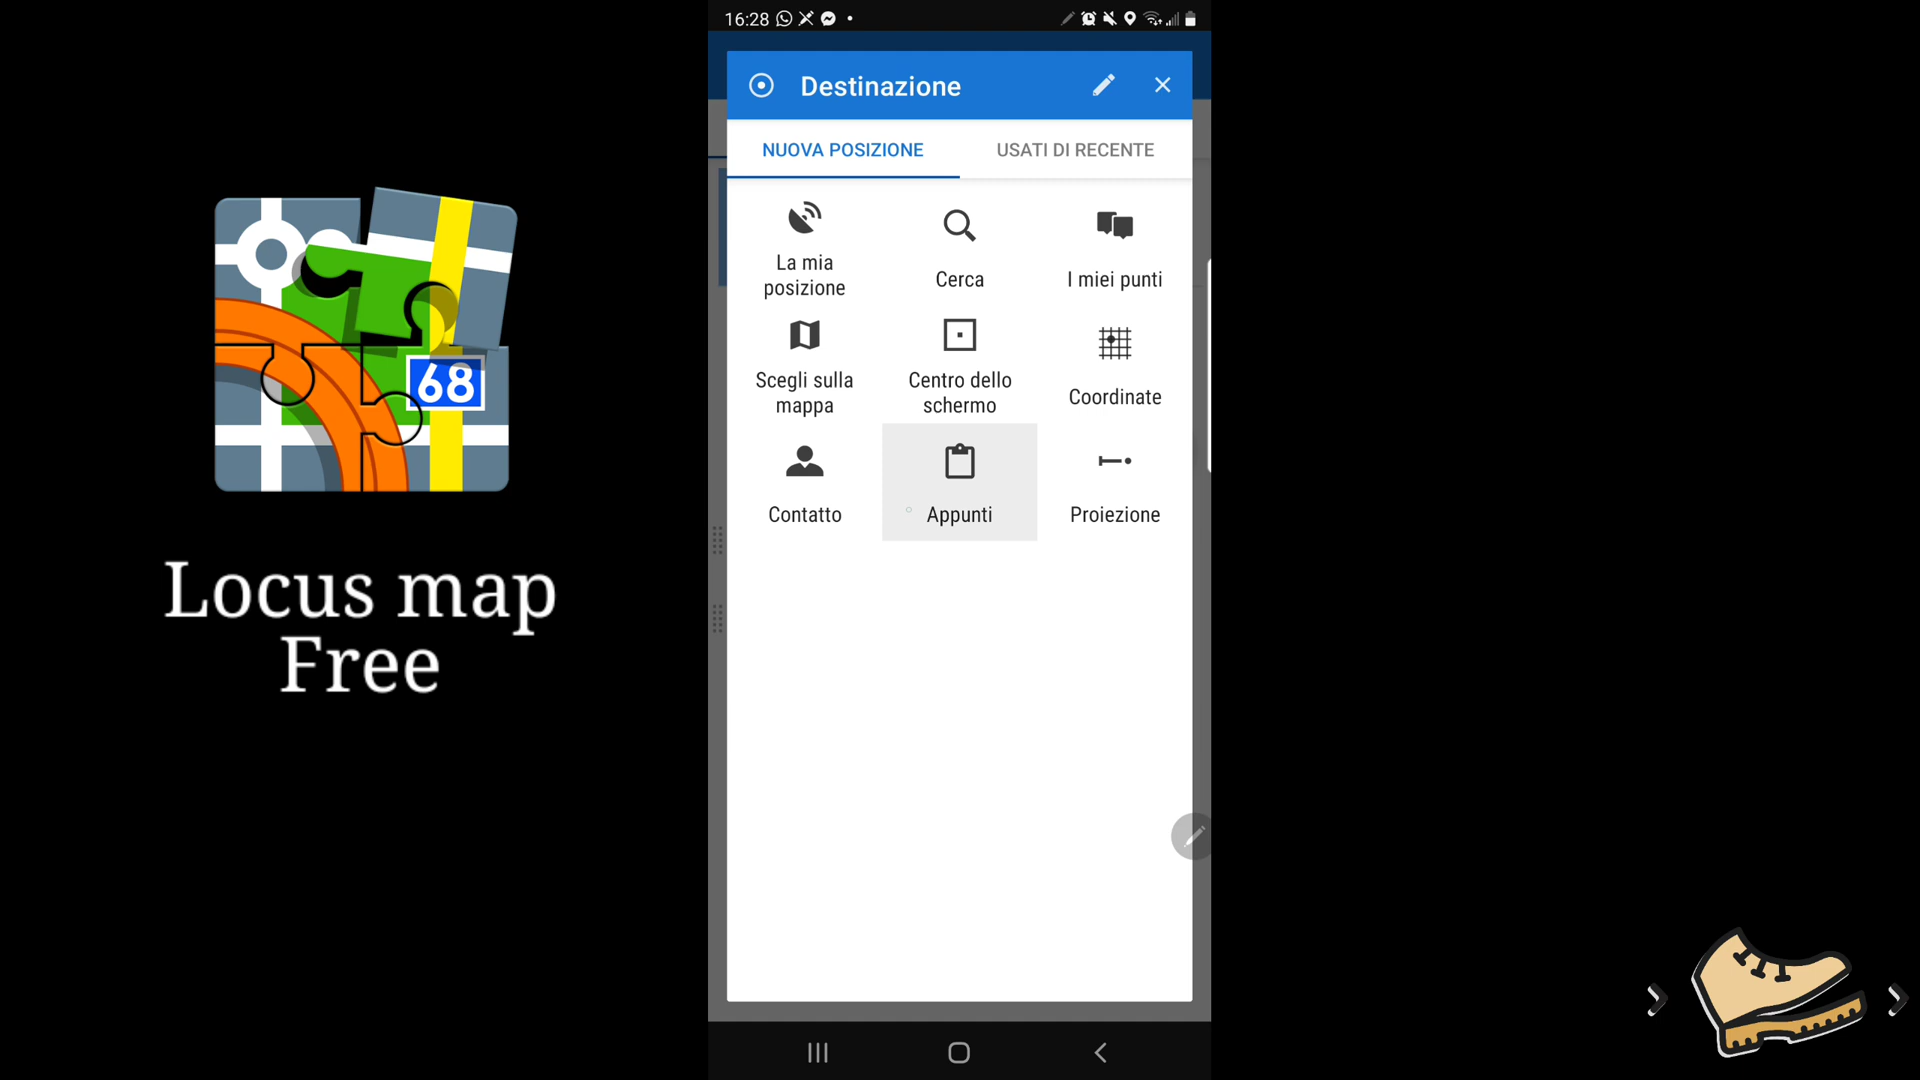 16:28
Destinazione
NUOVA POSIZIONE
USATI DI RECENTE
La mia
posizione
Cerca
I miei punti
Scegli sulla
mappa
Centro dello
schermo
Coordinate
Contatto
Appunti
Proiezione
68
Locus map
Free